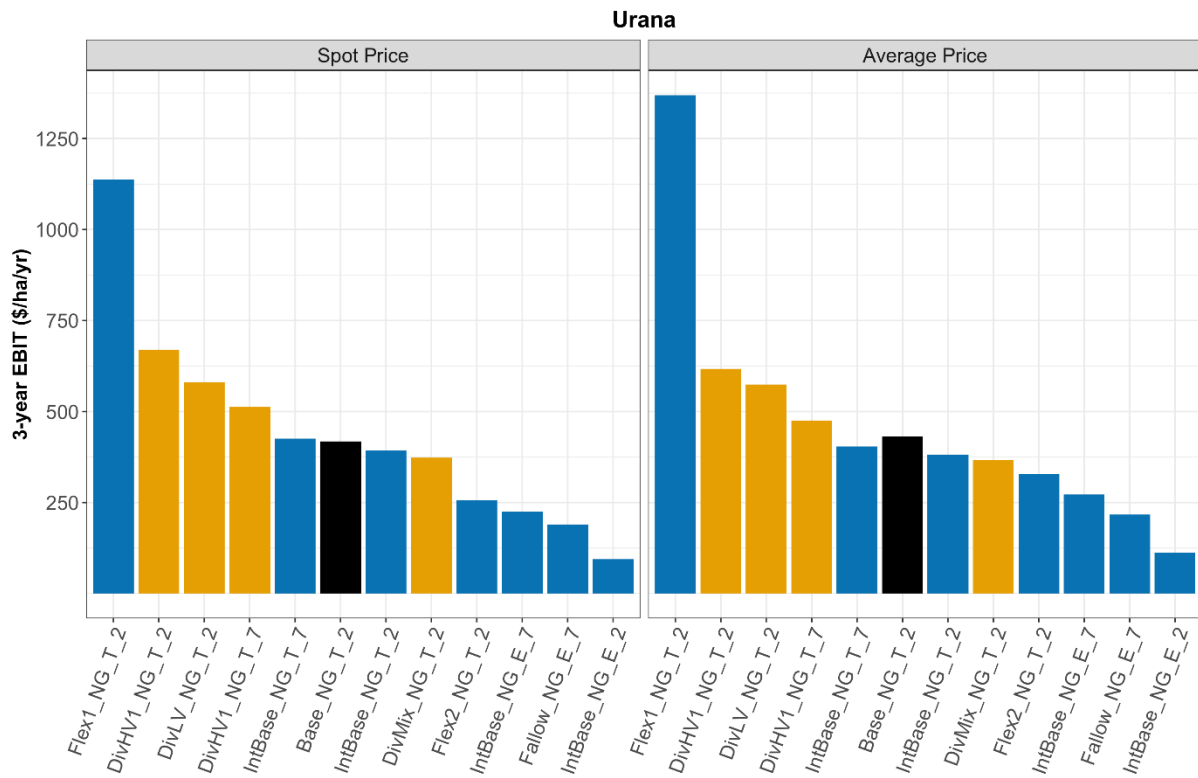 Urana
Spot Price
Average Price
3-year EBIT ($/ha/yr)
1250
1000
750
500
250
Flex1_NG_T_2
DivHV1_NG_T_2
DivLV_NG_T_2
DivHV1_NG_T_7
IntBase_NG_T_7
Base_NG_T_2
IntBase_NG_T_2
DivMix_NG_T_2
Flex2_NG_T_2
IntBase_NG_E_7
Fallow_NG_E_7
IntBase_NG_E_2
Flex1_NG_T_2
DivHV1_NG_T_2
DivLV_NG_T_2
DivHV1_NG_T_7
IntBase_NG_T_7
Base_NG_T_2
IntBase_NG_T_2
DivMix_NG_T_2
Flex2_NG_T_2
IntBase_NG_E_7
Fallow_NG_E_7
IntBase_NG_E_2